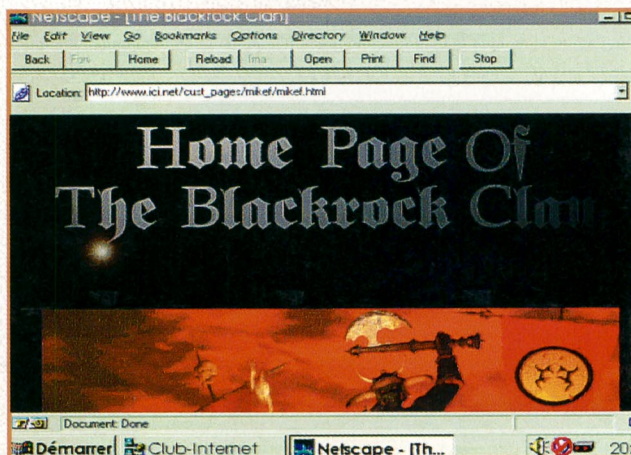 Netscape - [The Blackrock Clan]
File Edit View Go Bookmarks Options Directory Window Help
Back Home Reload Open Print Find Stop
Location: http://www.ici.net/cust_pages/mikef/mikef.html
Home Page Of
The Blackrock Clan
Document: Done
Démarrer Club-Internet Netscape - [Th... 20